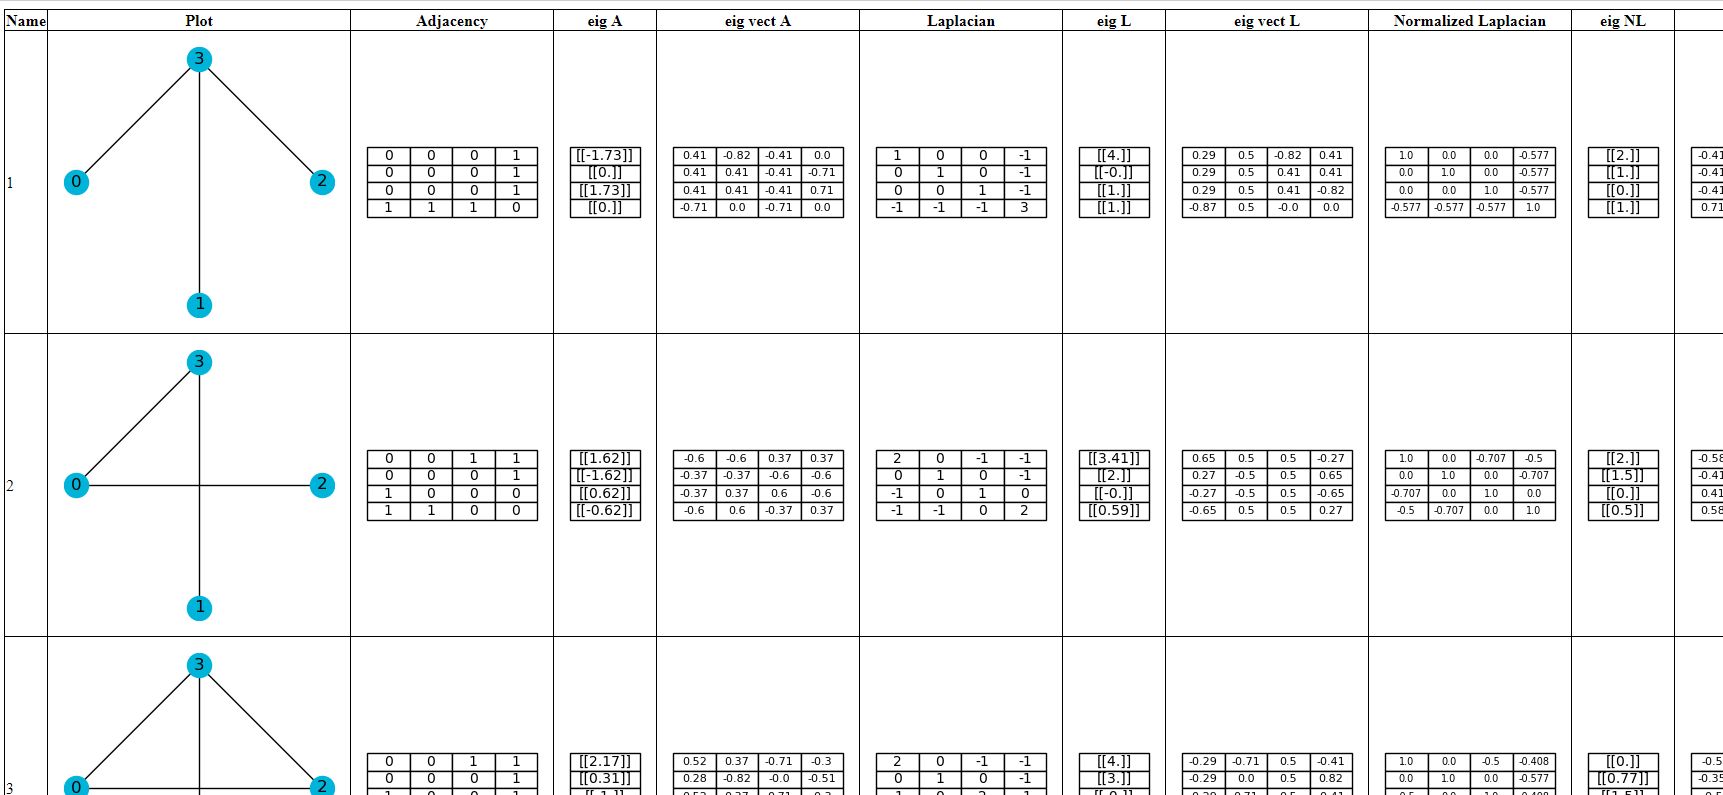 Name Plot Adjacency eig A eig vect A Laplacian eig L eig vect L Normalized Laplacian eig NL
3
0 0 0 1 [[-1.73]] 0.41 -0.82 -0.41 0.0 1 0 0 -1 [[4.]] 0.29 0.5 -0.82 0.41 1.0 0.0 0.0 -0.577 [[2.]] -0.41
0 0 0 1 [[0.]] 0.41 0.41 -0.41 -0.71 0 1 0 -1 [[-0.]] 0.29 0.5 0.41 0.41 0.0 1.0 0.0 -0.577 [[1.]] -0.41
1 0 2 0 0 0 1 [[1.73]] 0.41 0.41 -0.41 0.71 0 0 1 -1 [[1.]] 0.29 0.5 0.41 -0.82 0.0 0.0 1.0 -0.577 [[0.]] -0.41
1 1 1 0 [[0.]] -0.71 0.0 -0.71 0.0 -1 -1 -1 3 [[1.]] -0.87 0.5 -0.0 0.0 -0.577 -0.577 -0.577 1.0 [[1.]] 0.71
1
3
0 0 1 1 [[1.62]] -0.6 -0.6 0.37 0.37 2 0 -1 -1 [[3.41]] 0.65 0.5 0.5 -0.27 1.0 0.0 -0.707 -0.5 [[2.]] -0.58
0 0 0 1 [[-1.62]] -0.37 -0.37 -0.6 -0.6 0 1 0 -1 [[2.]] 0.27 -0.5 0.5 0.65 0.0 1.0 0.0 -0.707 [[1.5]] -0.41
2 0 2 1 0 0 0 [[0.62]] -0.37 0.37 0.6 -0.6 -1 0 1 0 [[-0.]] -0.27 -0.5 0.5 -0.65 -0.707 0.0 1.0 0.0 [[0.]] 0.41
1 1 0 0 [[-0.62]] -0.6 0.6 -0.37 0.37 -1 -1 0 2 [[0.59]] -0.65 0.5 0.5 0.27 -0.5 -0.707 0.0 1.0 [[0.5]] 0.58
1
3
0 0 1 1 [[2.17]] 0.52 0.37 -0.71 -0.3 2 0 -1 -1 [[4.]] -0.29 -0.71 0.5 -0.41 1.0 0.0 -0.5 -0.408 [[0.]]
0 0 0 1 [[0.31]] 0.28 -0.82 -0.0 -0.51 0 1 0 -1 [[3.]] -0.29 0.0 0.5 0.82 0.0 1.0 0.0 -0.577 [[0.77]] -0.35
3 0 2